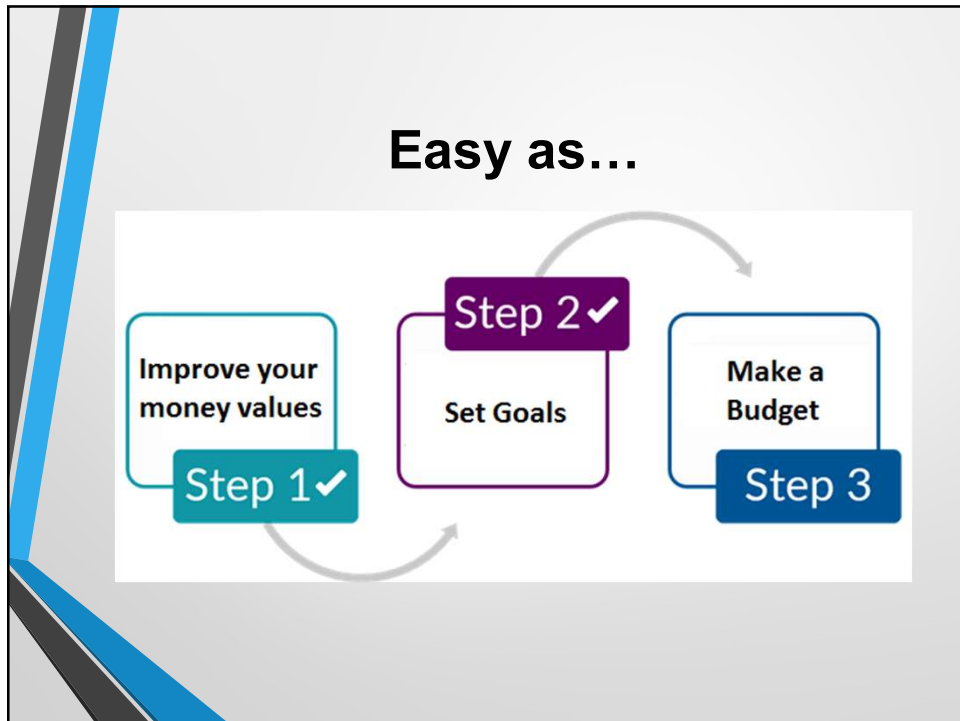 Easy as…
Improve your
money values
Step 1✔
Step 2✔
Set Goals
Make a
Budget
Step 3